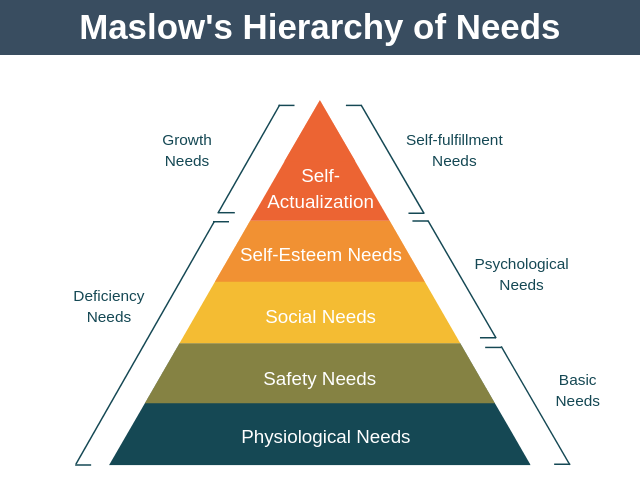 Maslow's Hierarchy of Needs
Growth
Needs
Self-fulfillment
Needs
Self-
Actualization
Self-Esteem Needs
Psychological
Needs
Deficiency
Needs
Social Needs
Safety Needs
Basic
Needs
Physiological Needs